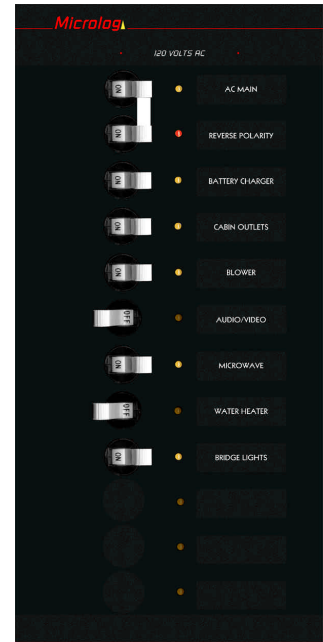 Microlog
120 VOLTS AC
ON AC MAIN
ON REVERSE POLARITY
ON BATTERY CHARGER
ON CABIN OUTLETS
ON BLOWER
OFF AUDIO/VIDEO
ON MICROWAVE
OFF WATER HEATER
ON BRIDGE LIGHTS